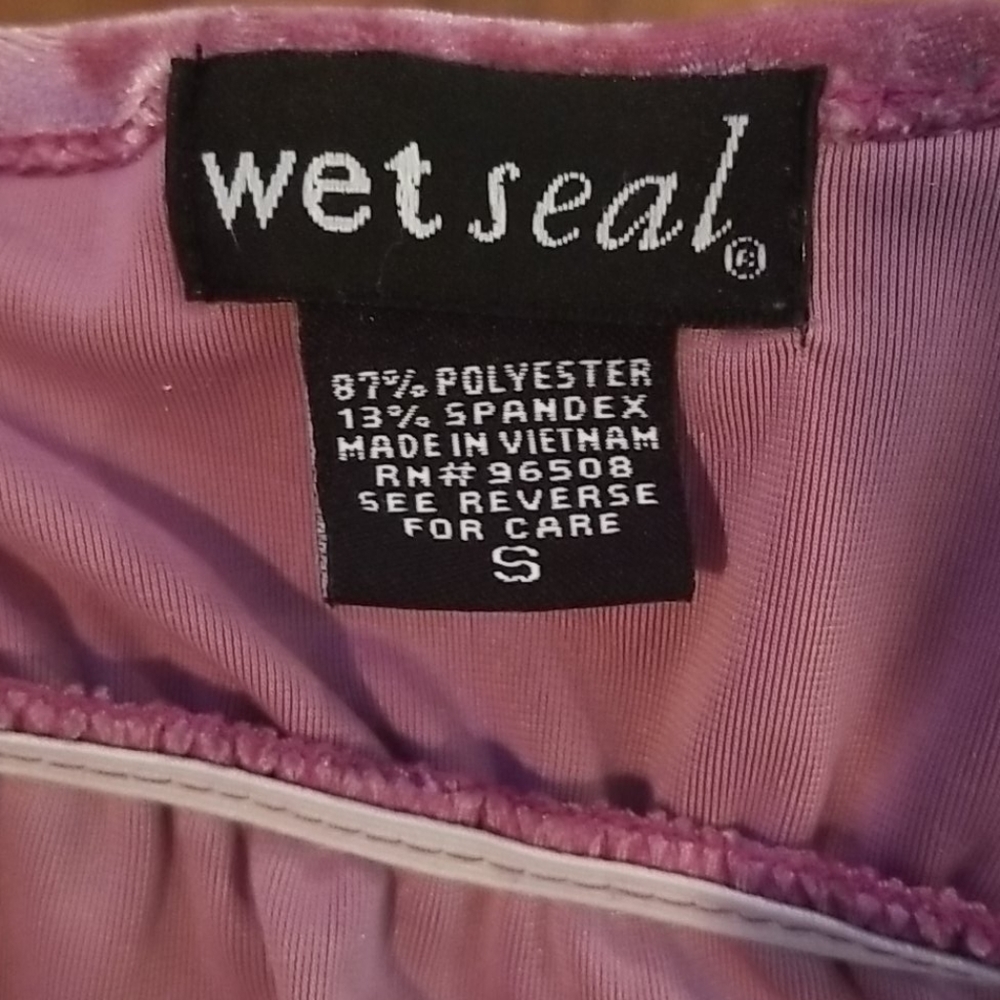 wet seal®
87% POLYESTER
13% SPANDEX
MADE IN VIETNAM
RN# 96508
SEE REVERSE
FOR CARE
S